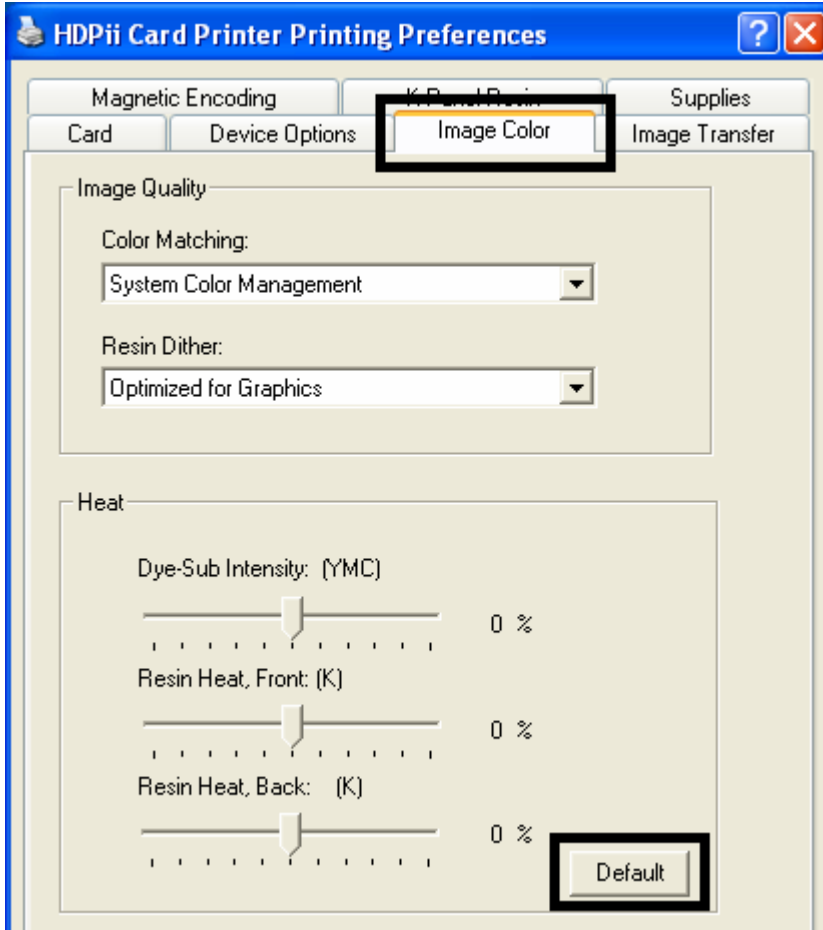 HDPii Card Printer Printing Preferences
Magnetic Encoding K Panel Resin Supplies
Card Device Options Image Color Image Transfer
Image Quality
Color Matching:
System Color Management
Resin Dither:
Optimized for Graphics
Heat
Dye-Sub Intensity: (YMC)
0 %
Resin Heat, Front: (K)
0 %
Resin Heat, Back: (K)
0 %
Default